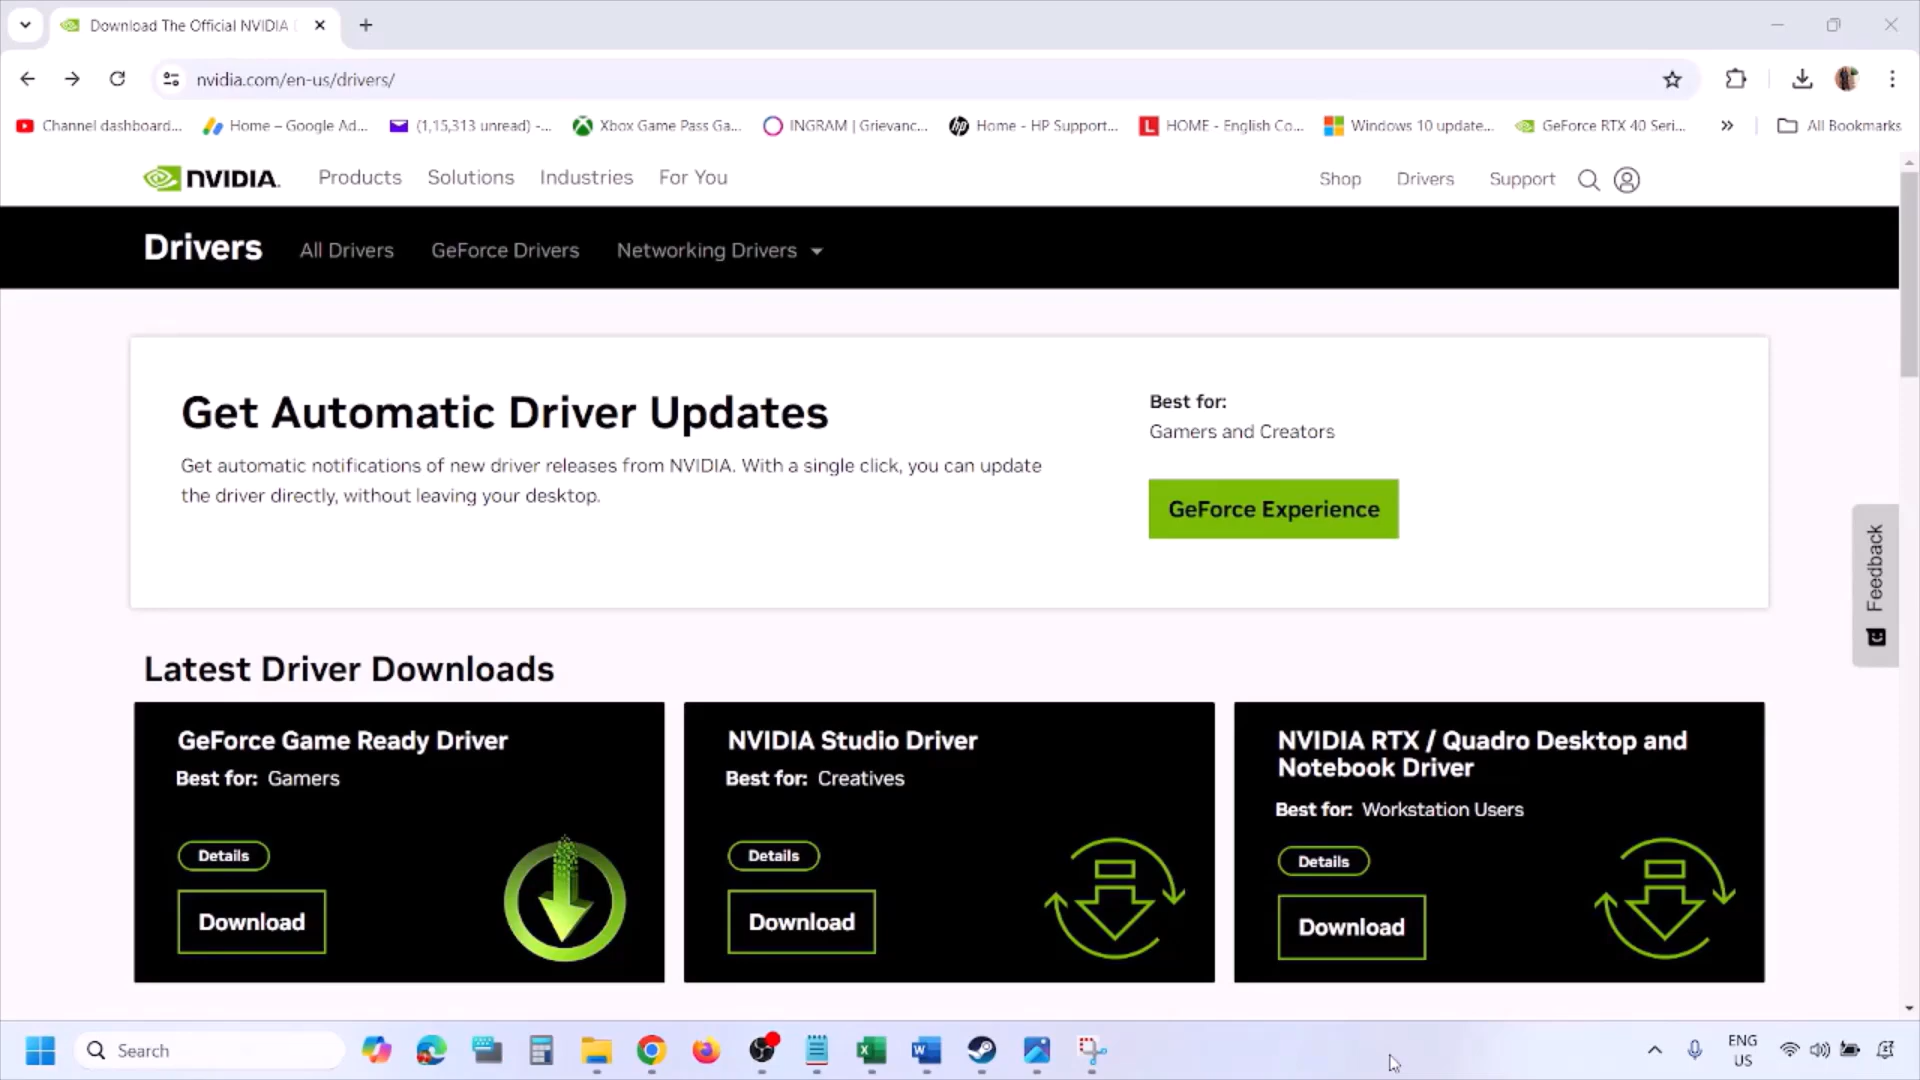 Download The Official NVIDIA
nvidia.com/en-us/drivers/
Channel dashboard...
Home – Google Ad...
(1,15,313 unread) -...
Xbox Game Pass Ga...
INGRAM | Grievanc...
Home - HP Support...
HOME - English Co...
Windows 10 update...
GeForce RTX 40 Seri...
All Bookmarks
NVIDIA.
Products
Solutions
Industries
For You
Shop
Drivers
Support
Drivers
All Drivers
GeForce Drivers
Networking Drivers
Get Automatic Driver Updates
Get automatic notifications of new driver releases from NVIDIA. With a single click, you can update
the driver directly, without leaving your desktop.
Best for:
Gamers and Creators
GeForce Experience
Feedback
Latest Driver Downloads
GeForce Game Ready Driver
Best for: Gamers
Details
Download
NVIDIA Studio Driver
Best for: Creatives
Details
Download
NVIDIA RTX / Quadro Desktop and
Notebook Driver
Best for: Workstation Users
Details
Download
Search
ENG
US